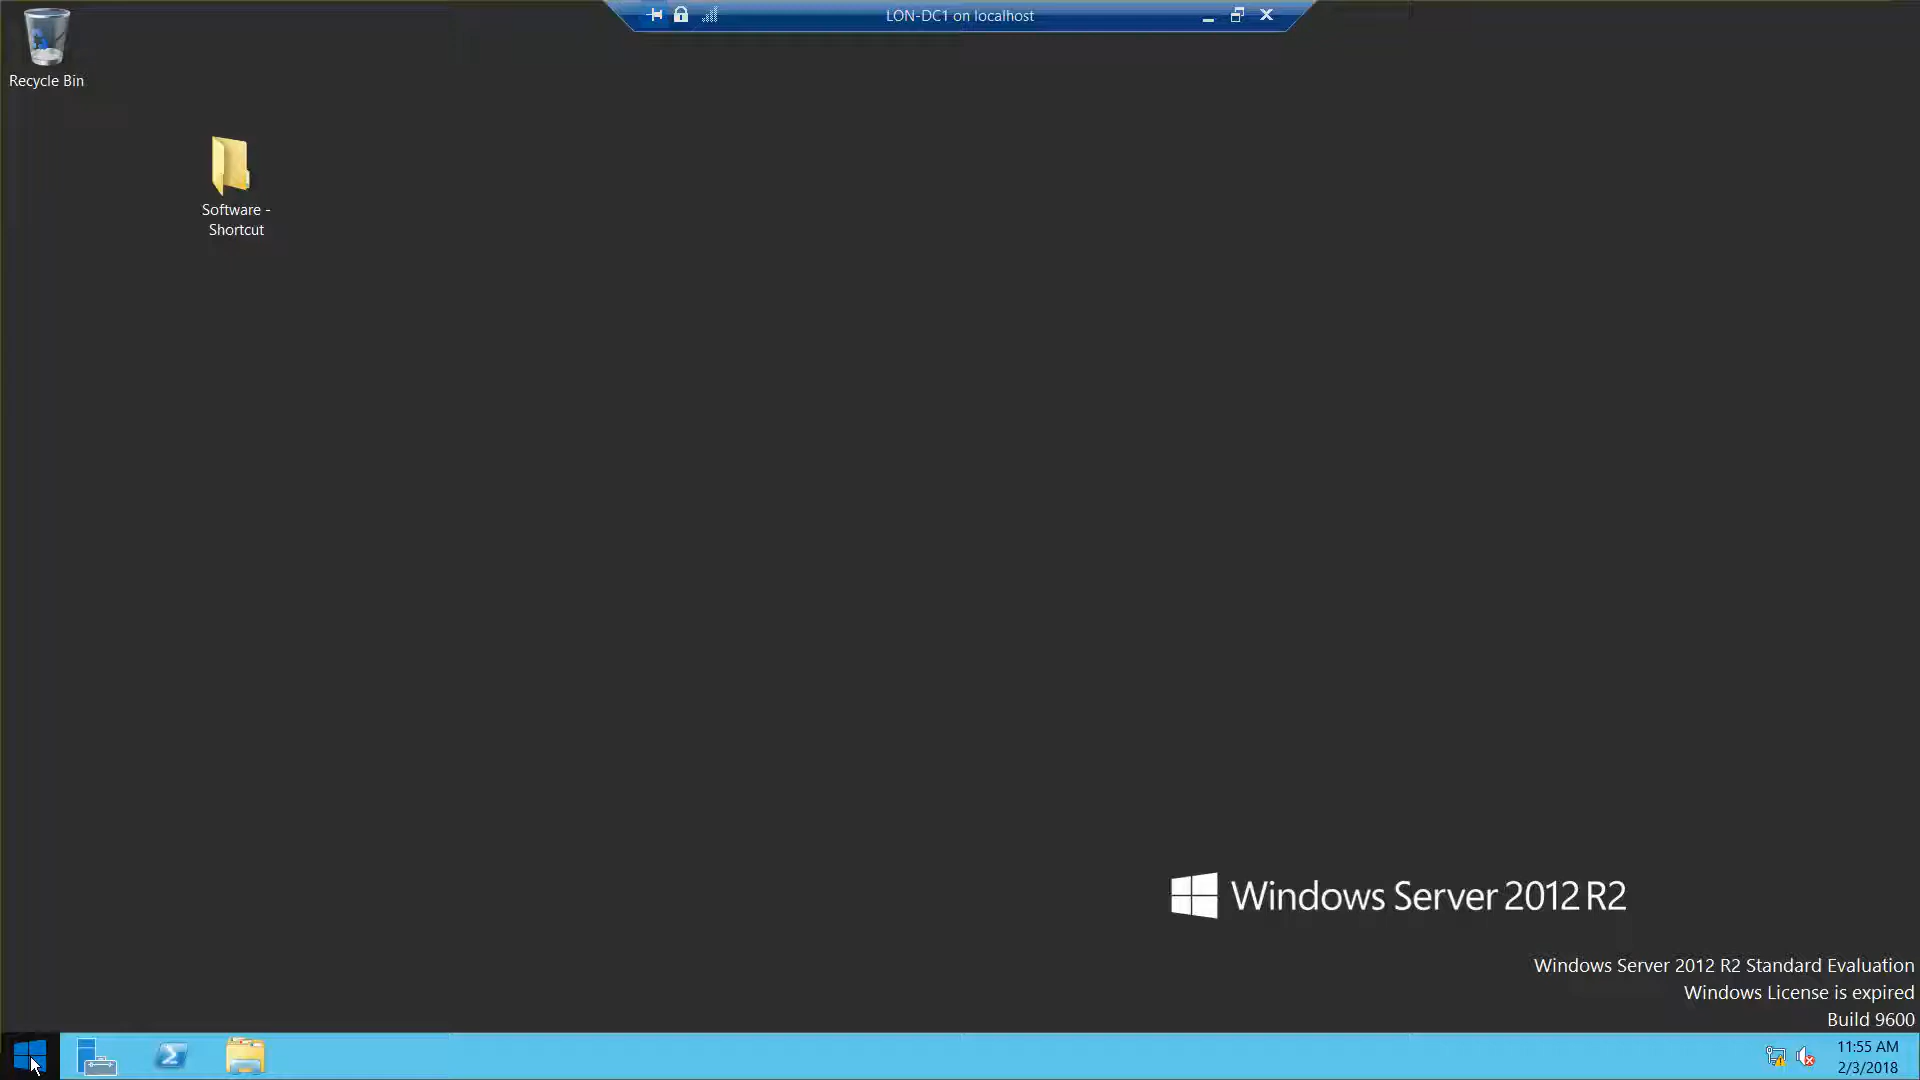 LON-DC1 on localhost
Recycle Bin
Software -
Shortcut
Windows Server 2012 R2
Windows Server 2012 R2 Standard Evaluation
Windows License is expired
Build 9600
11:55 AM
2/3/2018